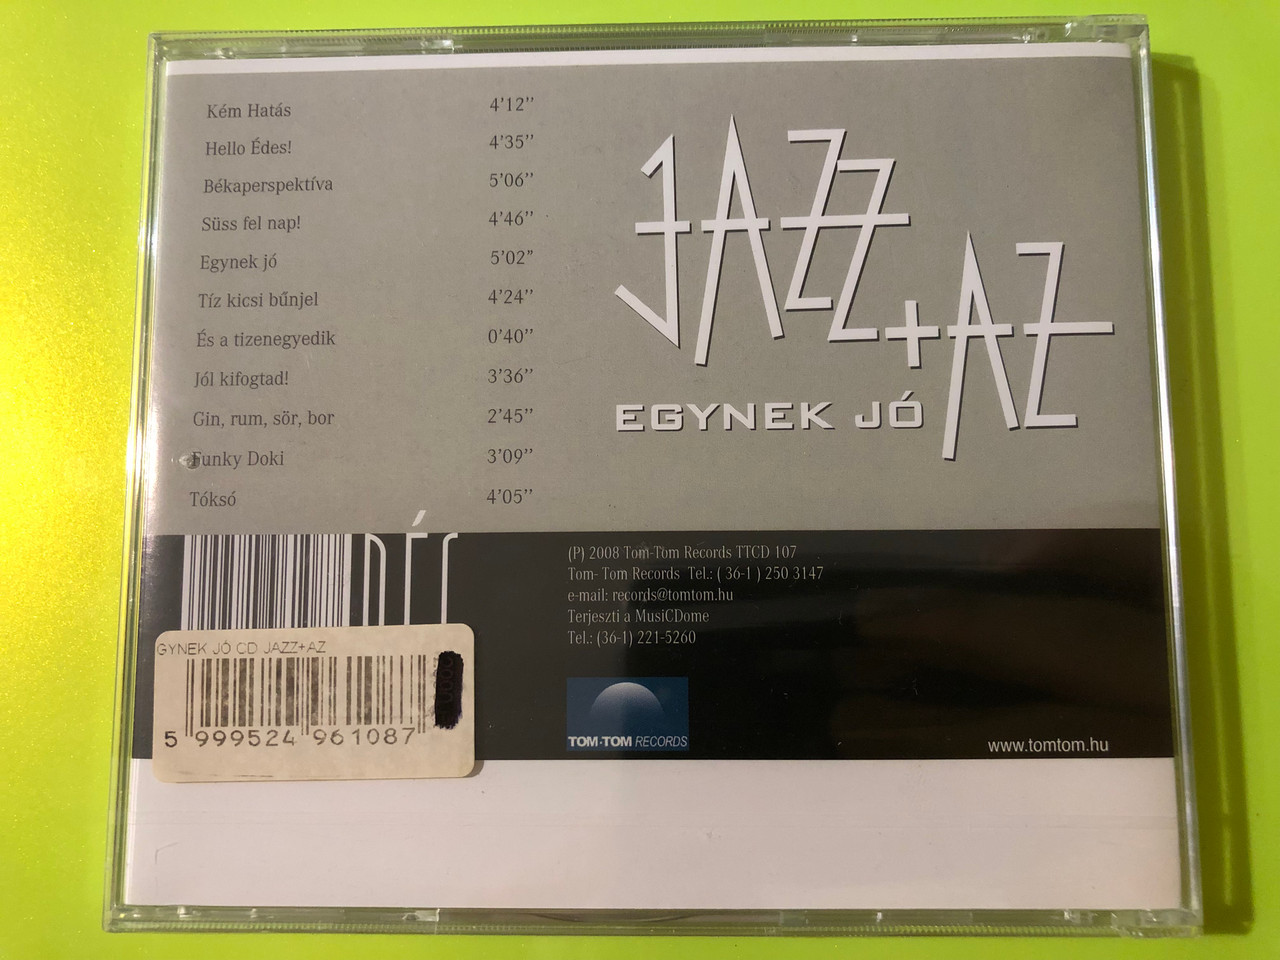 Kém Hatás 4'12''
Hello Édes! 4'35''
Békaperspektíva 5'06''
Süss fel nap! 4'46''
Egynek jó 5'02"
Tíz kicsi bűnjel 4'24''
És a tizenegyedik 0'40''
Jól kifogtad! 3'36''
Gin, rum, sör, bor 2'45''
Funky Doki 3'09''
Tóksó 4'05''
JAZZ
+AZ
EGYNEK JÓ
(P) 2008 Tom-Tom Records TTCD 107
Tom- Tom Records Tel.: ( 36-1 ) 250 3147
e-mail: records@tomtom.hu
Terjeszti a MusiCDome
Tel.: (36-1) 221-5260
GYNEK JÓ CD JAZZ+AZ
5 999524 961087
TOM-TOM RECORDS
www.tomtom.hu